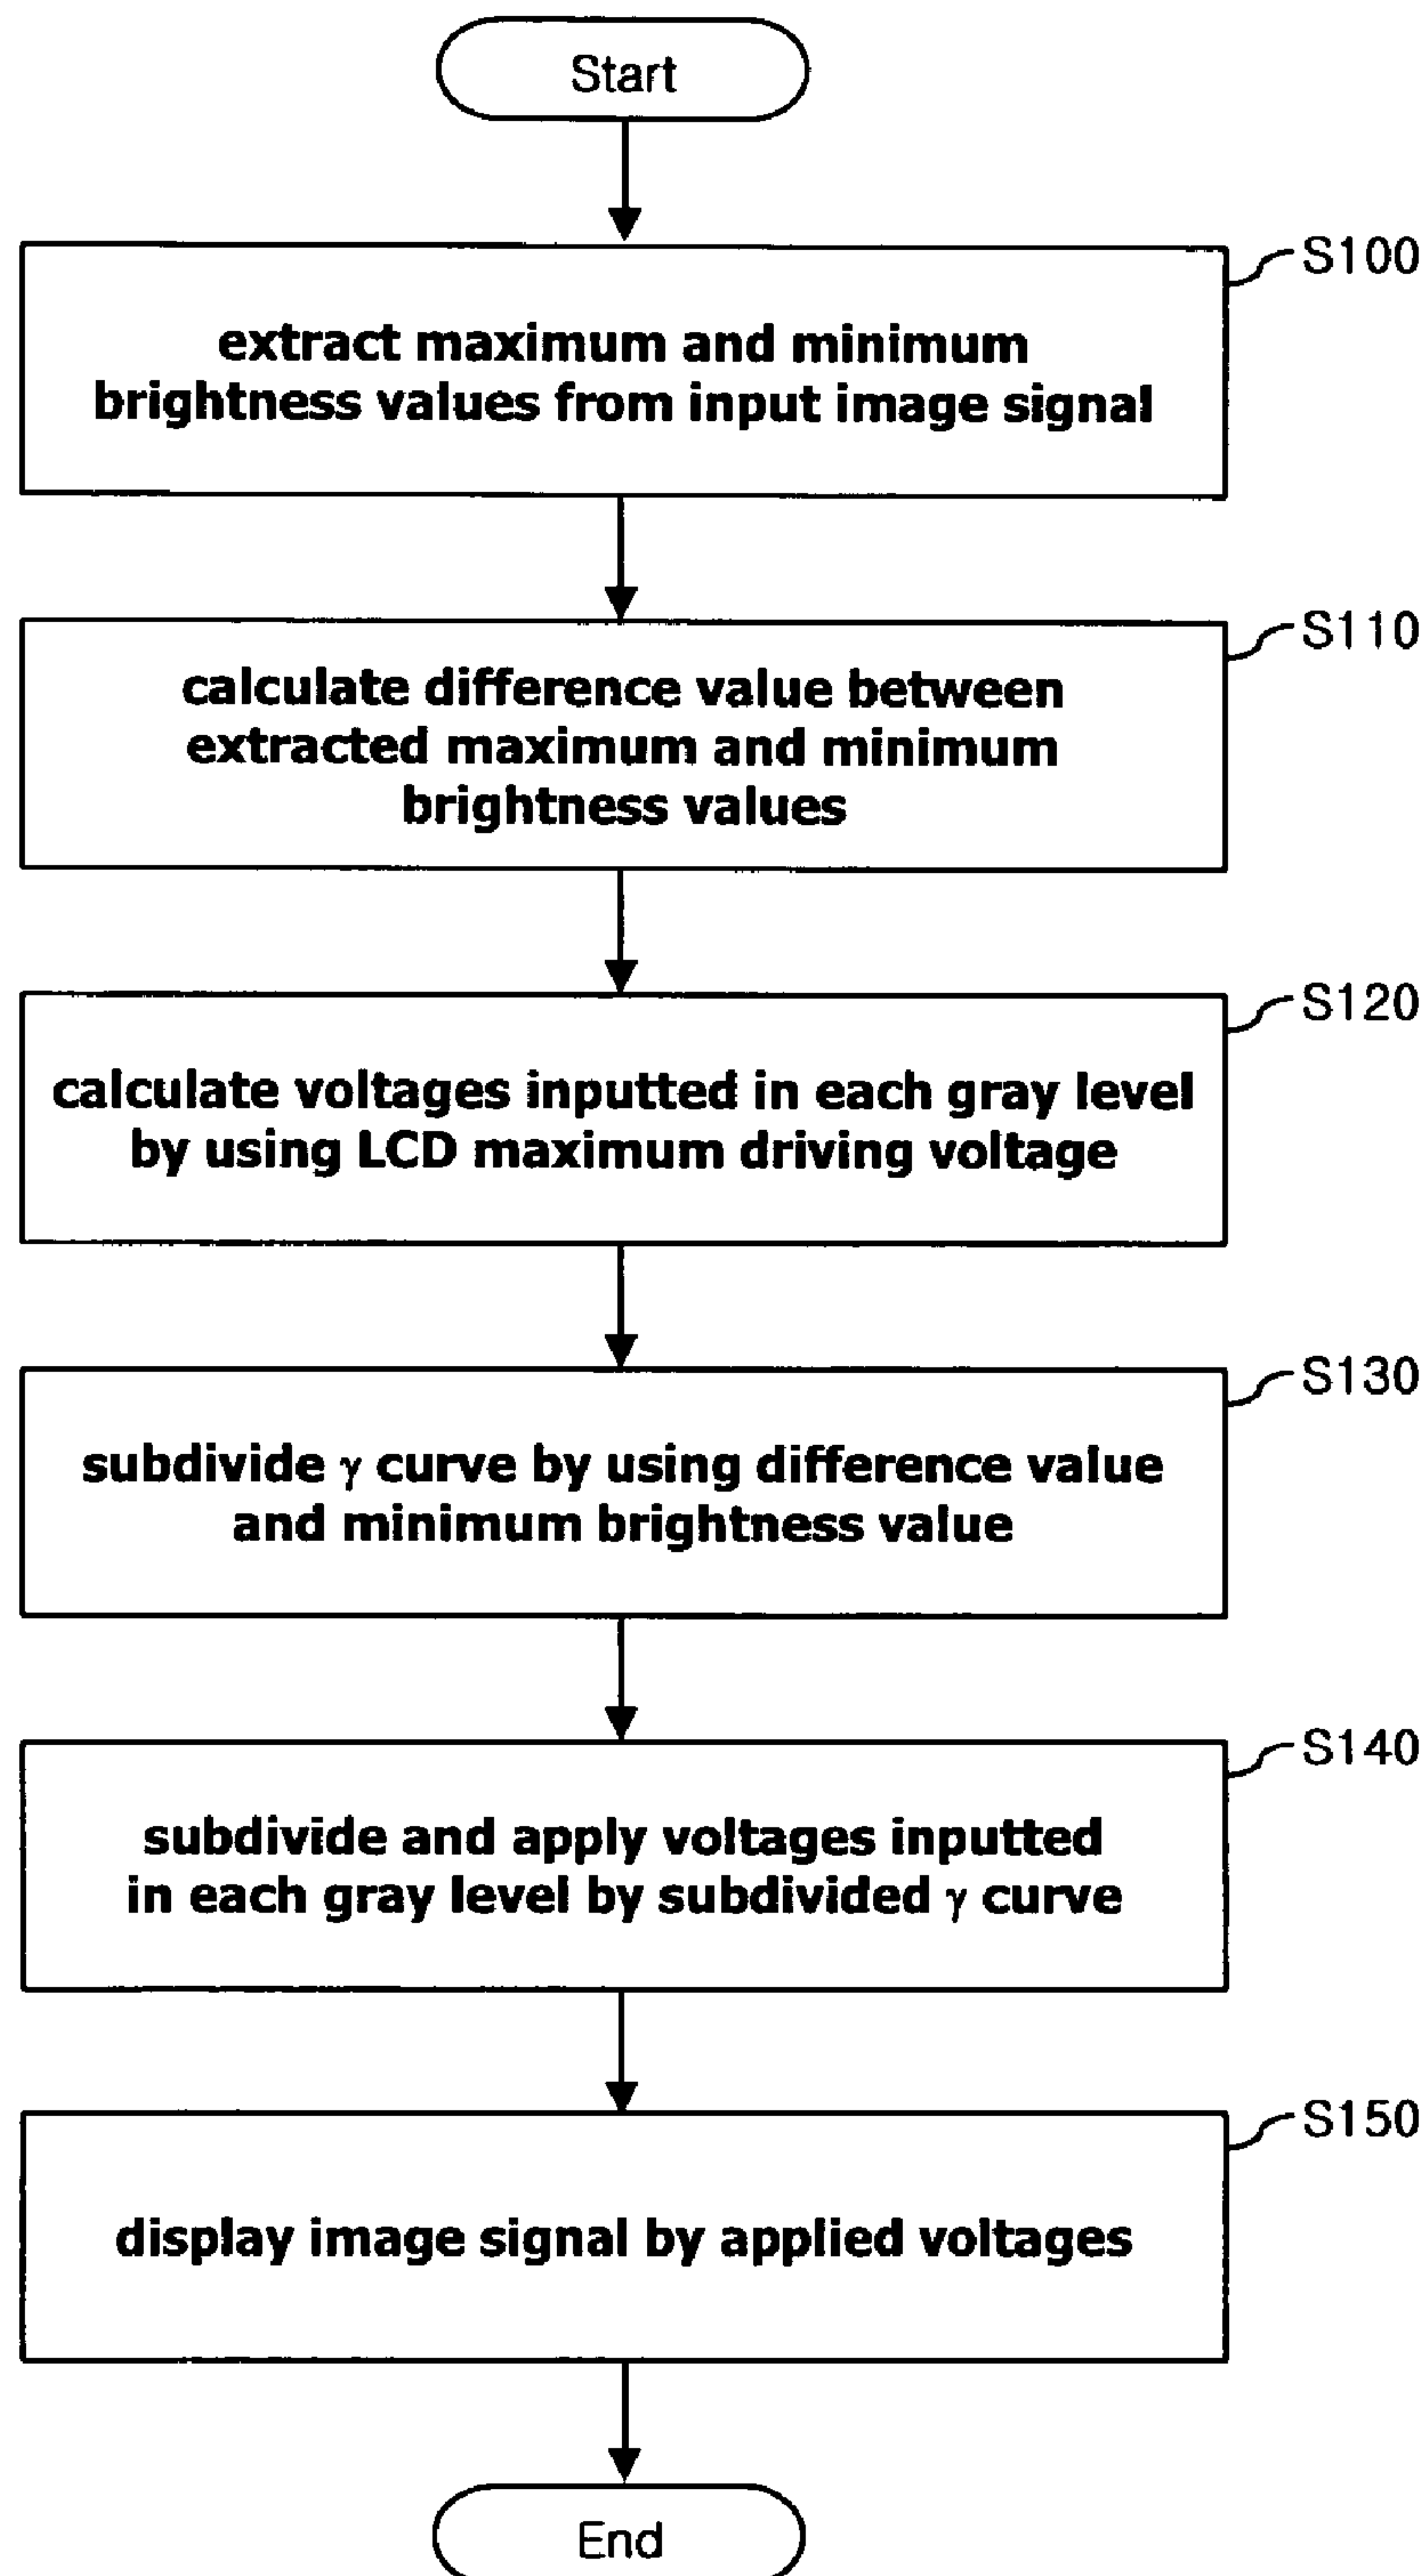 Start
S100
extract maximum and minimum
brightness values from input image signal
S110
calculate difference value between
extracted maximum and minimum
brightness values
S120
calculate voltages inputted in each gray level
by using LCD maximum driving voltage
S130
subdivide γ curve by using difference value
and minimum brightness value
S140
subdivide and apply voltages inputted
in each gray level by subdivided γ curve
S150
display image signal by applied voltages
End